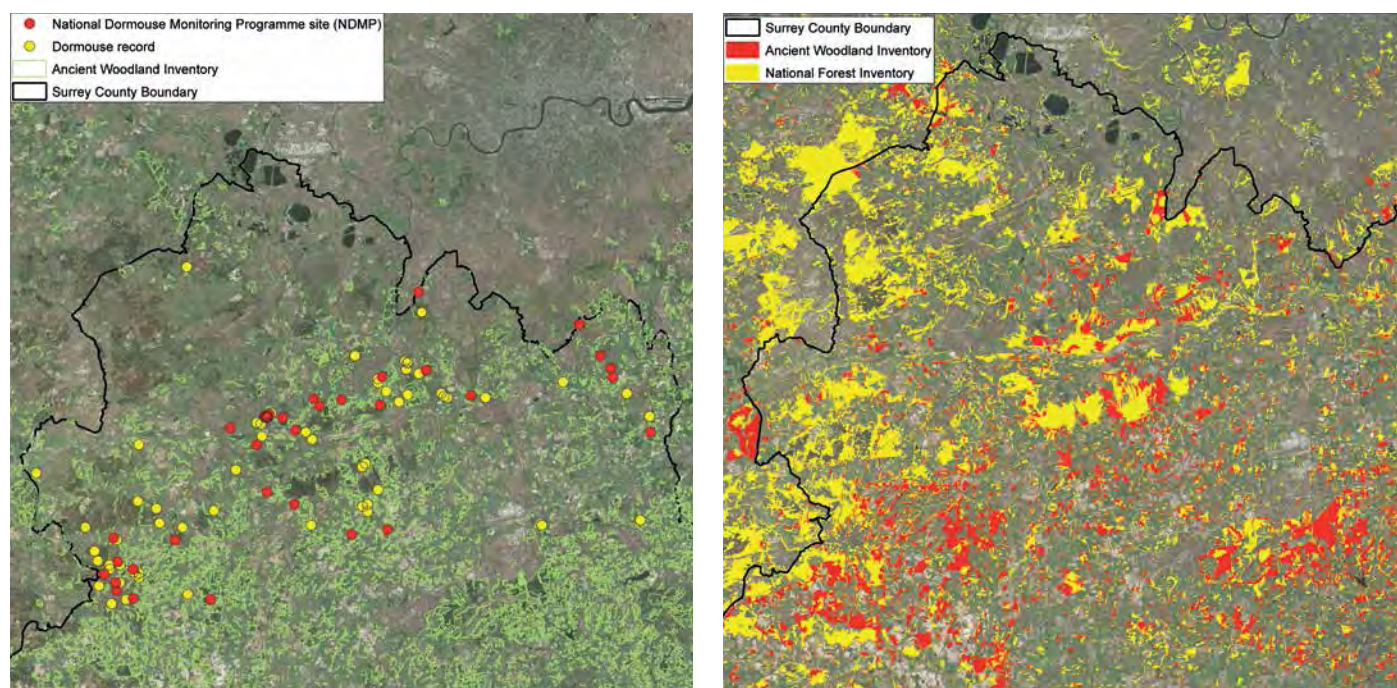 National Dormouse Monitoring Programme site (NDMP)
Dormouse record
Ancient Woodland Inventory
Surrey County Boundary
Surrey County Boundary
Ancient Woodland Inventory
National Forest Inventory